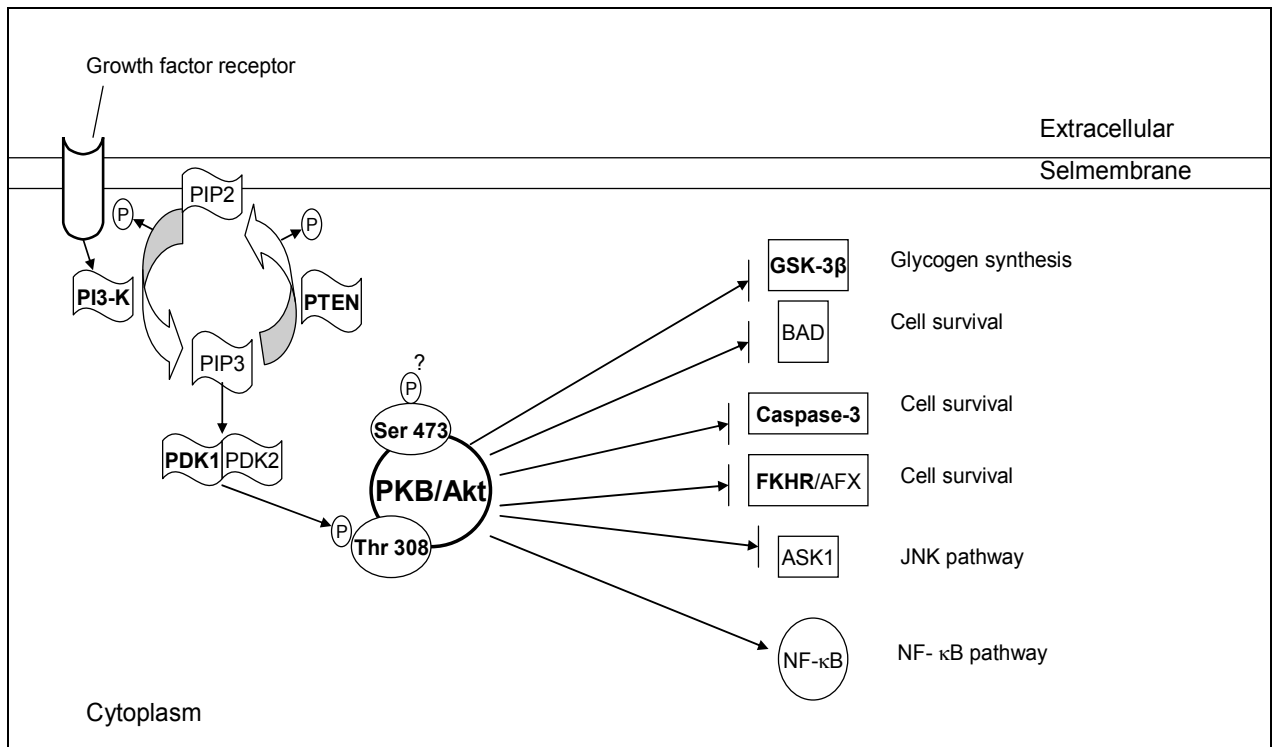 Growth factor receptor
Extracellular
Selmembrane
PIP2
P
P
PI3-K
PTEN
PIP3
PDK1 PDK2
?
P
Ser 473
PKB/Akt
P
Thr 308
GSK-3β Glycogen synthesis
BAD Cell survival
Caspase-3 Cell survival
FKHR/AFX Cell survival
ASK1 JNK pathway
NF-κB NF- κB pathway
Cytoplasm